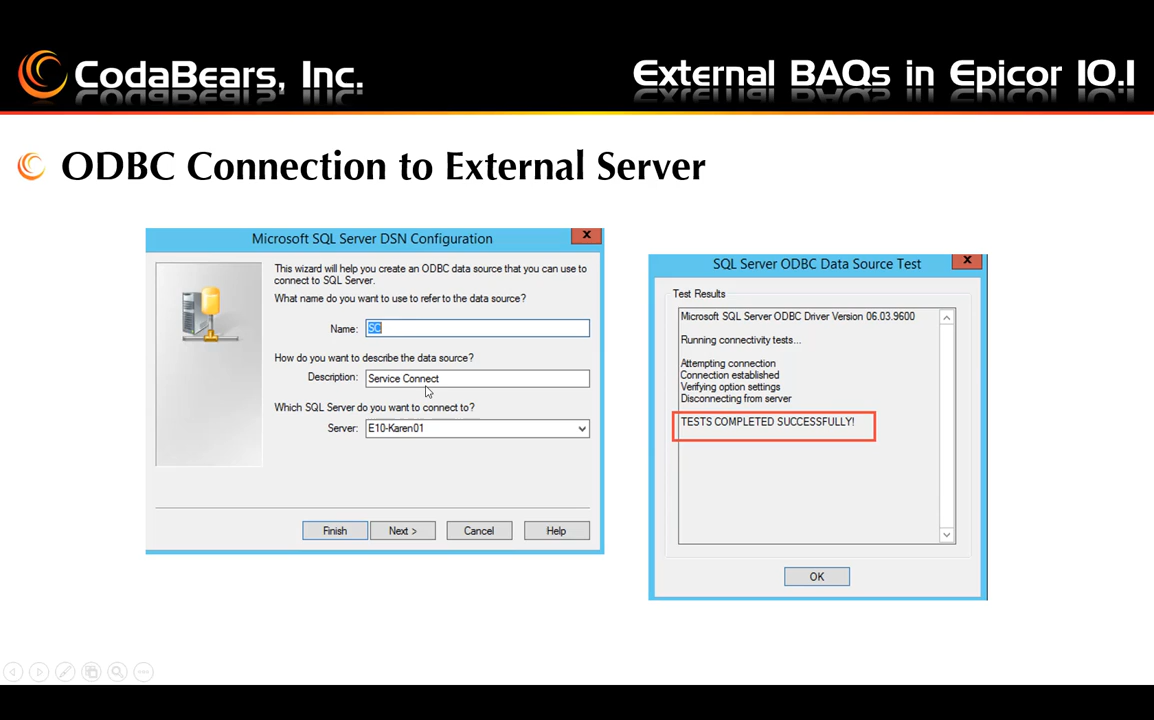 CodaBears, Inc.
External BAQs in Epicor 10.1
ODBC Connection to External Server
Microsoft SQL Server DSN Configuration
This wizard will help you create an ODBC data source that you can use to
connect to SQL Server.
What name do you want to use to refer to the data source?
Name: SC
How do you want to describe the data source?
Description: Service Connect
Which SQL Server do you want to connect to?
Server: E10-Karen01
Finish Next > Cancel Help
SQL Server ODBC Data Source Test
Test Results
Microsoft SQL Server ODBC Driver Version 06.03.9600
Running connectivity tests...
Attempting connection
Connection established
Verifying option settings
Disconnecting from server
TESTS COMPLETED SUCCESSFULLY!
OK